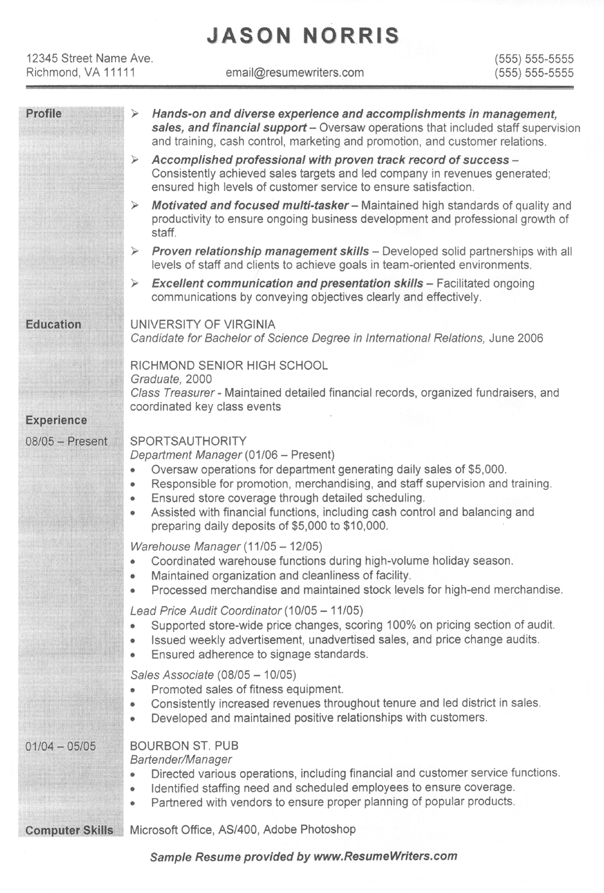 JASON NORRIS
12345 Street Name Ave. (555) 555-5555
Richmond, VA 11111 email@resumewriters.com (555) 555-5555
Profile ➢ Hands-on and diverse experience and accomplishments in management,
sales, and financial support – Oversaw operations that included staff supervision
and training, cash control, marketing and promotion, and customer relations.
➢ Accomplished professional with proven track record of success –
Consistently achieved sales targets and led company in revenues generated;
ensured high levels of customer service to ensure satisfaction.
➢ Motivated and focused multi-tasker – Maintained high standards of quality and
productivity to ensure ongoing business development and professional growth of
staff.
➢ Proven relationship management skills – Developed solid partnerships with all
levels of staff and clients to achieve goals in team-oriented environments.
➢ Excellent communication and presentation skills – Facilitated ongoing
communications by conveying objectives clearly and effectively.
Education UNIVERSITY OF VIRGINIA
Candidate for Bachelor of Science Degree in International Relations, June 2006
RICHMOND SENIOR HIGH SCHOOL
Graduate, 2000
Class Treasurer - Maintained detailed financial records, organized fundraisers, and
coordinated key class events
Experience
08/05 – Present SPORTSAUTHORITY
Department Manager (01/06 – Present)
• Oversaw operations for department generating daily sales of $5,000.
• Responsible for promotion, merchandising, and staff supervision and training.
• Ensured store coverage through detailed scheduling.
• Assisted with financial functions, including cash control and balancing and
preparing daily deposits of $5,000 to $10,000.
Warehouse Manager (11/05 – 12/05)
• Coordinated warehouse functions during high-volume holiday season.
• Maintained organization and cleanliness of facility.
• Processed merchandise and maintained stock levels for high-end merchandise.
Lead Price Audit Coordinator (10/05 – 11/05)
• Supported store-wide price changes, scoring 100% on pricing section of audit.
• Issued weekly advertisement, unadvertised sales, and price change audits.
• Ensured adherence to signage standards.
Sales Associate (08/05 – 10/05)
• Promoted sales of fitness equipment.
• Consistently increased revenues throughout tenure and led district in sales.
• Developed and maintained positive relationships with customers.
01/04 – 05/05 BOURBON ST. PUB
Bartender/Manager
• Directed various operations, including financial and customer service functions.
• Identified staffing need and scheduled employees to ensure coverage.
• Partnered with vendors to ensure proper planning of popular products.
Computer Skills Microsoft Office, AS/400, Adobe Photoshop
Sample Resume provided by www.ResumeWriters.com